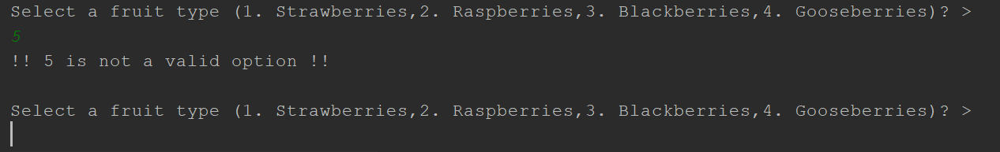 Select a fruit type (1. Strawberries,2. Raspberries,3. Blackberries,4. Gooseberries)? >
5
!! 5 is not a valid option !!
Select a fruit type (1. Strawberries,2. Raspberries,3. Blackberries,4. Gooseberries)? >